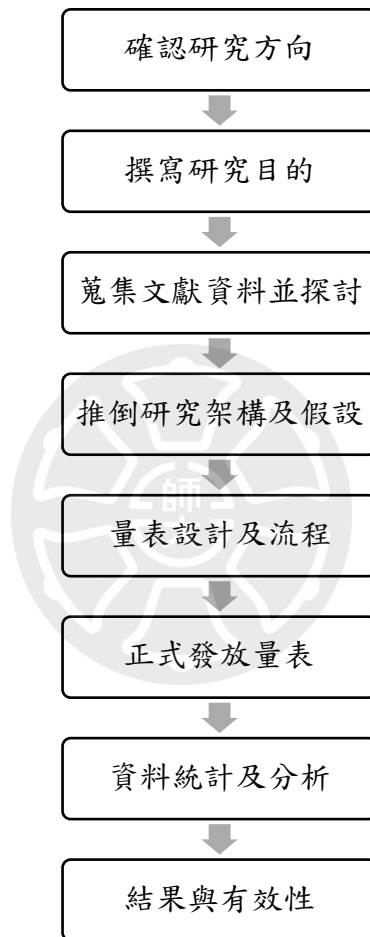 確認研究方向
撰寫研究目的
蒐集文獻資料並探討
推倒研究架構及假設
師
量表設計及流程
正式發放量表
資料統計及分析
結果與有效性